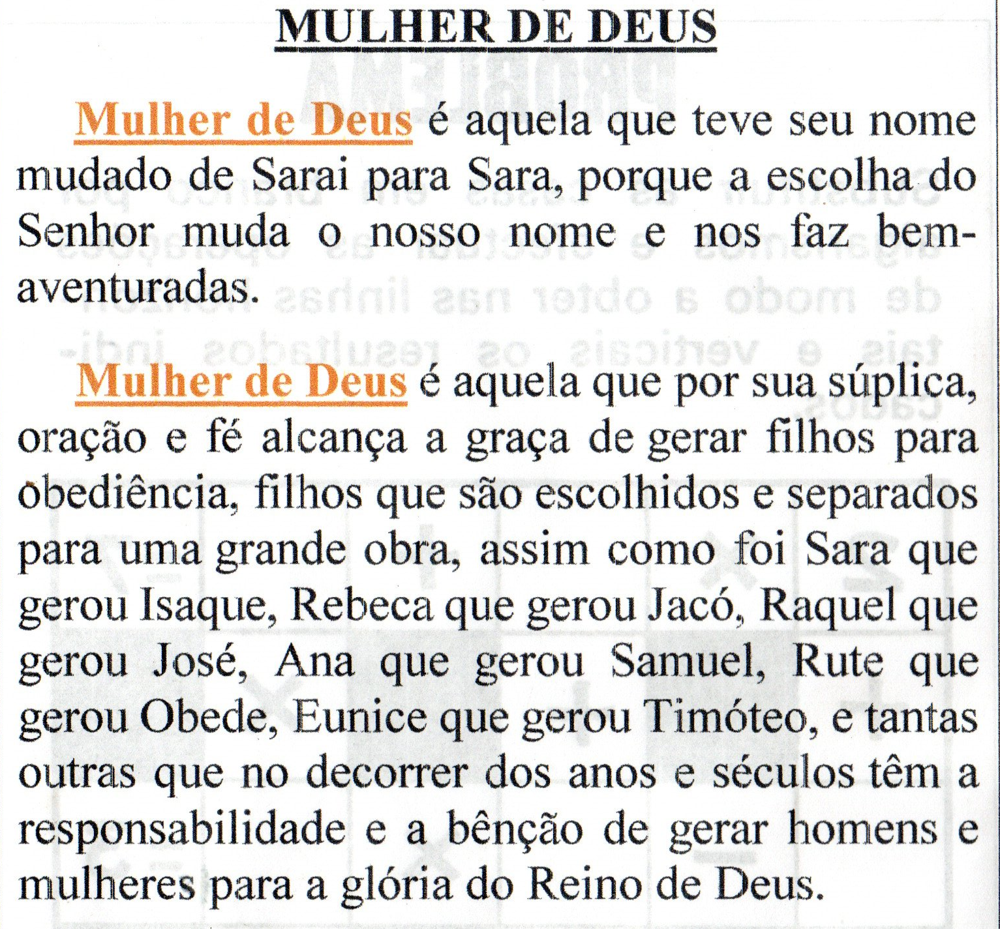 MULHER DE DEUS
Mulher de Deus é aquela que teve seu nome
mudado de Sarai para Sara, porque a escolha do
Senhor muda o nosso nome e nos faz bem-
aventuradas.
Mulher de Deus é aquela que por sua súplica,
oração e fé alcança a graça de gerar filhos para
obediência, filhos que são escolhidos e separados
para uma grande obra, assim como foi Sara que
gerou Isaque, Rebeca que gerou Jacó, Raquel que
gerou José, Ana que gerou Samuel, Rute que
gerou Obede, Eunice que gerou Timóteo, e tantas
outras que no decorrer dos anos e séculos têm a
responsabilidade e a bênção de gerar homens e
mulheres para a glória do Reino de Deus.